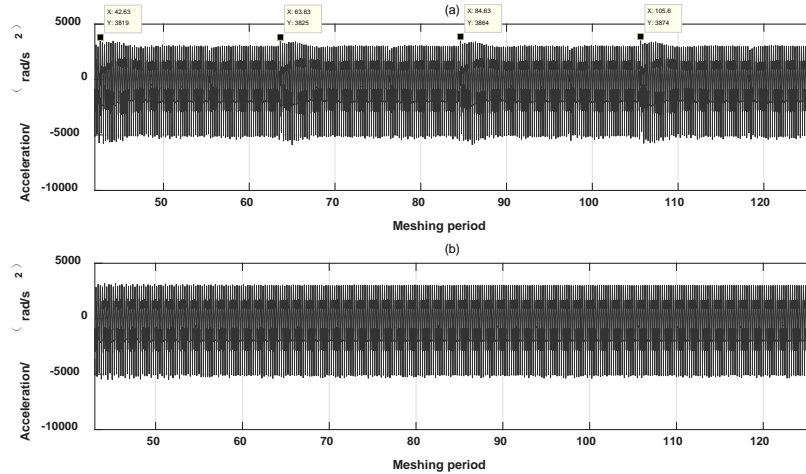 (a)
X: 42.63
Y: 3819
X: 63.63
Y: 3825
X: 84.63
Y: 3864
X: 105.6
Y: 3874
Acceleration/（rad/s2）
5000
0
-5000
-10000
50 60 70 80 90 100 110 120
Meshing period
(b)
Acceleration/（rad/s2）
5000
0
-5000
-10000
50 60 70 80 90 100 110 120
Meshing period